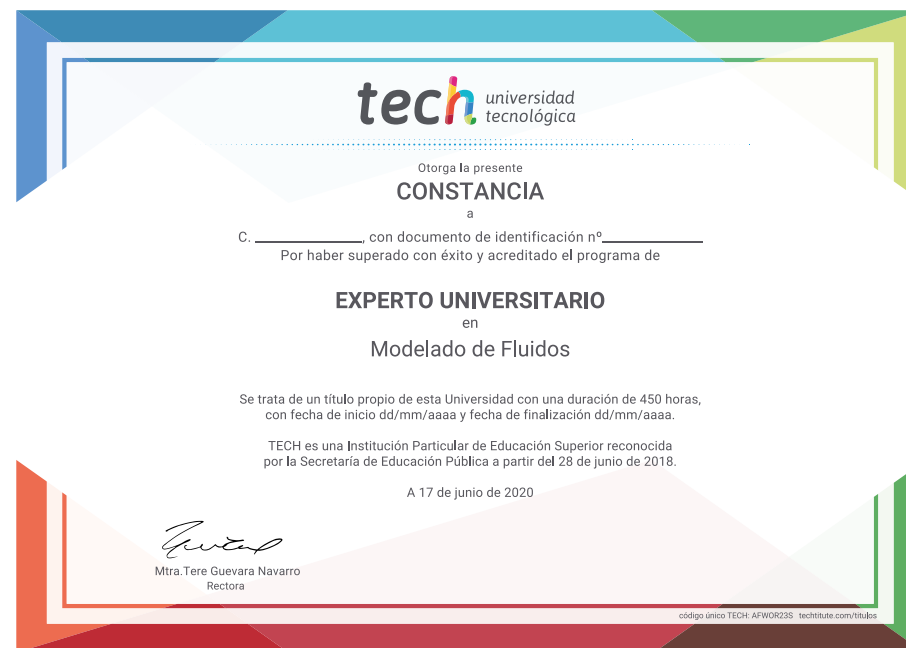 tech universidad
tecnológica
Otorga la presente
CONSTANCIA
a
C. ______________, con documento de identificación nº______________
Por haber superado con éxito y acreditado el programa de
EXPERTO UNIVERSITARIO
en
Modelado de Fluidos
Se trata de un título propio de esta Universidad con una duración de 450 horas,
con fecha de inicio dd/mm/aaaa y fecha de finalización dd/mm/aaaa.
TECH es una Institución Particular de Educación Superior reconocida
por la Secretaría de Educación Pública a partir del 28 de junio de 2018.
A 17 de junio de 2020
Mtra.Tere Guevara Navarro
Rectora
código único TECH: AFWOR23S techtitute.com/titulos